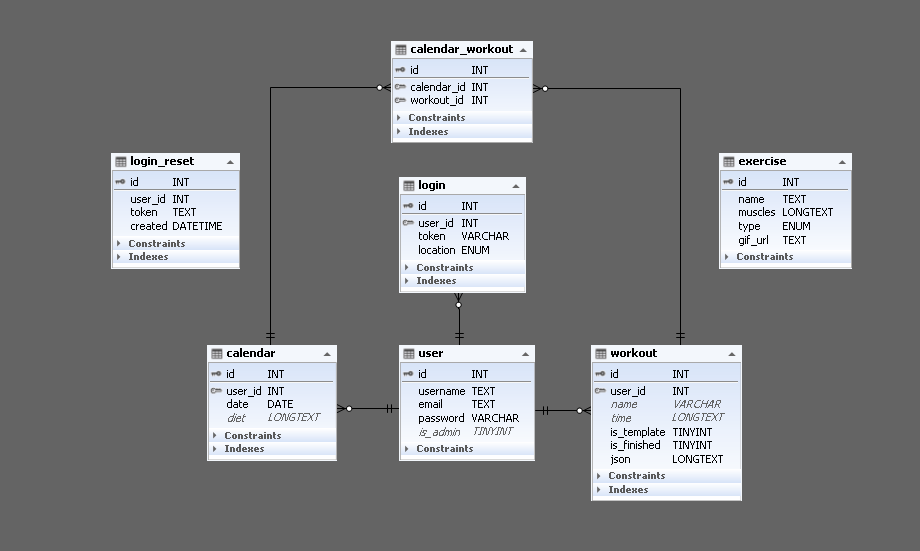 calendar_workout
id INT
calendar_id INT
workout_id INT
Constraints
Indexes
login_reset
id INT
user_id INT
token TEXT
created DATETIME
Constraints
Indexes
login
id INT
user_id INT
token VARCHAR
location ENUM
Constraints
Indexes
exercise
id INT
name TEXT
muscles LONGTEXT
type ENUM
gif_url TEXT
Constraints
calendar
id INT
user_id INT
date DATE
diet LONGTEXT
Constraints
Indexes
user
id INT
username TEXT
email TEXT
password VARCHAR
is_admin TINYINT
Constraints
workout
id INT
user_id INT
name VARCHAR
time LONGTEXT
is_template TINYINT
is_finished TINYINT
json LONGTEXT
Constraints
Indexes